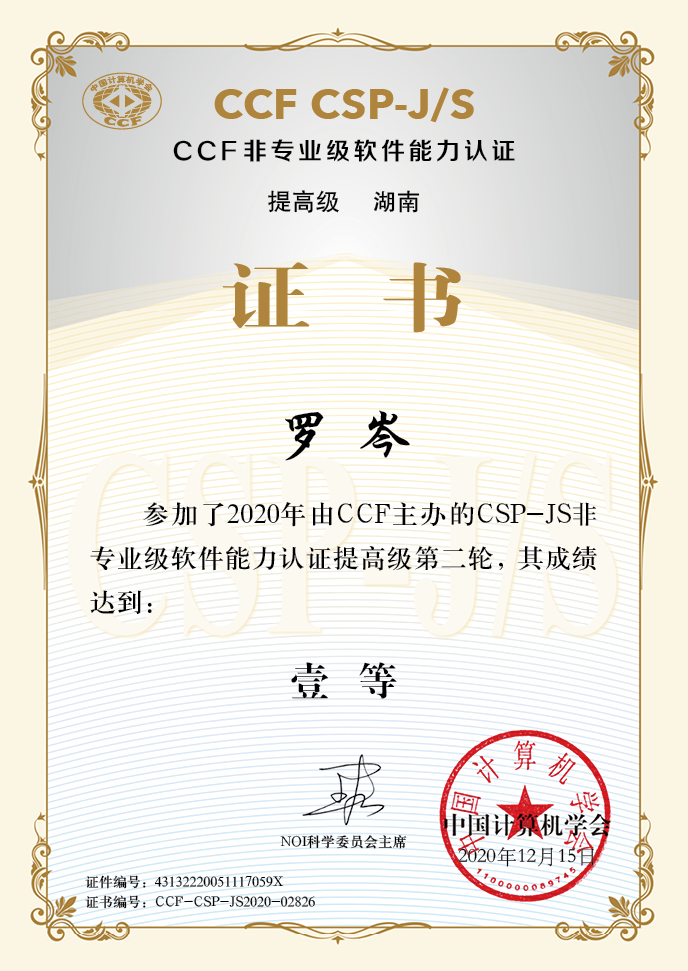 中国计算机学会
CCF
CCF CSP-J/S
CCF非专业级软件能力认证
提高级 湖南
证 书
罗 岑
CSP-J/S
参加了2020年由CCF主办的CSP-JS非
专业级软件能力认证提高级第二轮，其成绩
达到：
壹 等
NOI科学委员会主席
中国计算机学会
中国计算机学会
2020年12月15日
1100000089745
证件编号：43132220051117059X
证书编号：CCF-CSP-JS2020-02826